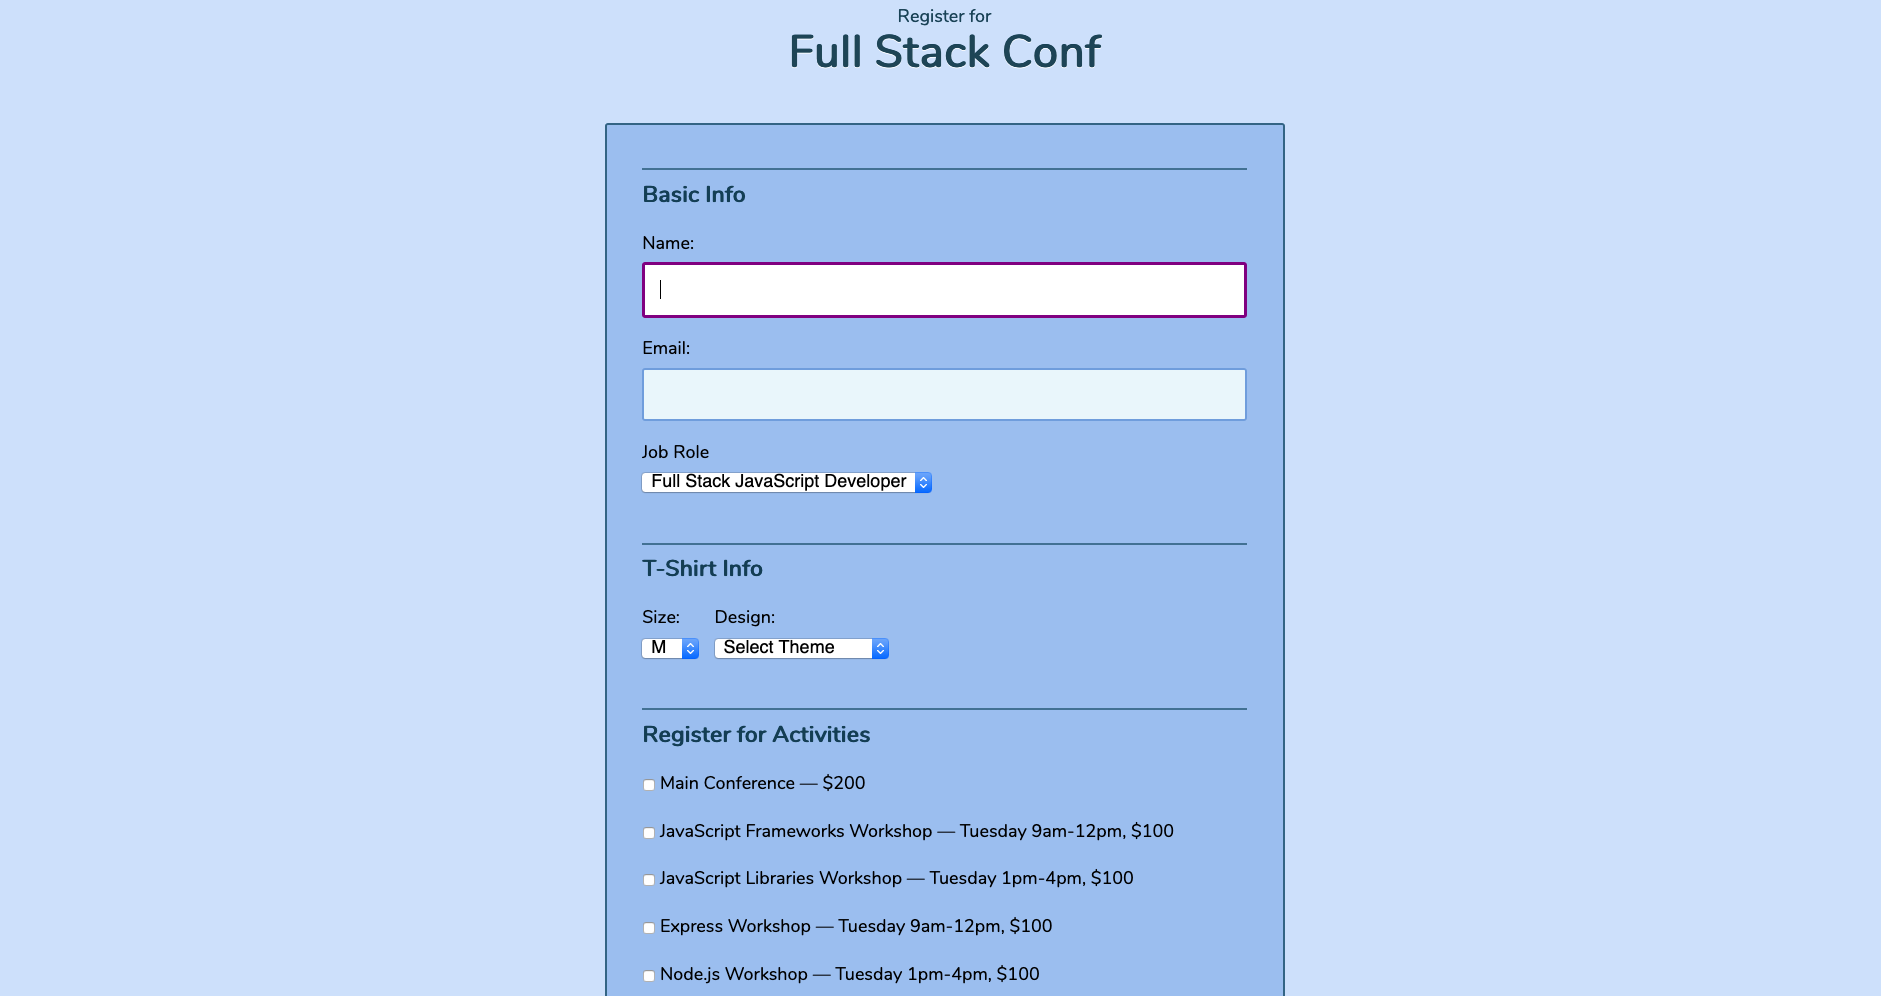 Register for
Full Stack Conf
Basic Info
Name:
Email:
Job Role
Full Stack JavaScript Developer
T-Shirt Info
Size: Design:
M Select Theme
Register for Activities
Main Conference — $200
JavaScript Frameworks Workshop — Tuesday 9am-12pm, $100
JavaScript Libraries Workshop — Tuesday 1pm-4pm, $100
Express Workshop — Tuesday 9am-12pm, $100
Node.js Workshop — Tuesday 1pm-4pm, $100